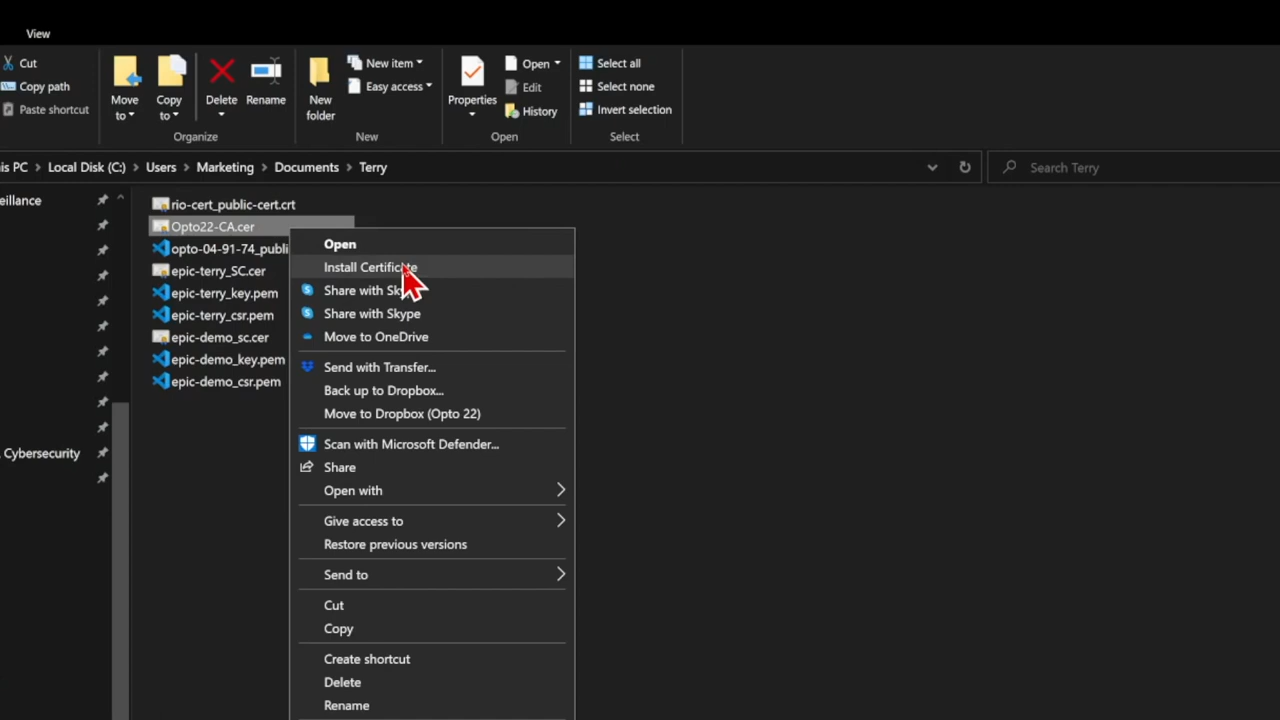 View
Cut
Copy path
Paste shortcut
Move to
Copy to
Delete
Rename
Organize
New folder
New item
Easy access
New
Properties
Open
Edit
History
Open
Select all
Select none
Invert selection
Select
is PC > Local Disk (C:) > Users > Marketing > Documents > Terry
Search Terry
eillance
Cybersecurity
rio-cert_public-cert.crt
Opto22-CA.cer
opto-04-91-74_publi
epic-terry_SC.cer
epic-terry_key.pem
epic-terry_csr.pem
epic-demo_sc.cer
epic-demo_key.pem
epic-demo_csr.pem
Open
Install Certificate
Share with Skype
Share with Skype
Move to OneDrive
Send with Transfer...
Back up to Dropbox...
Move to Dropbox (Opto 22)
Scan with Microsoft Defender...
Share
Open with
Give access to
Restore previous versions
Send to
Cut
Copy
Create shortcut
Delete
Rename